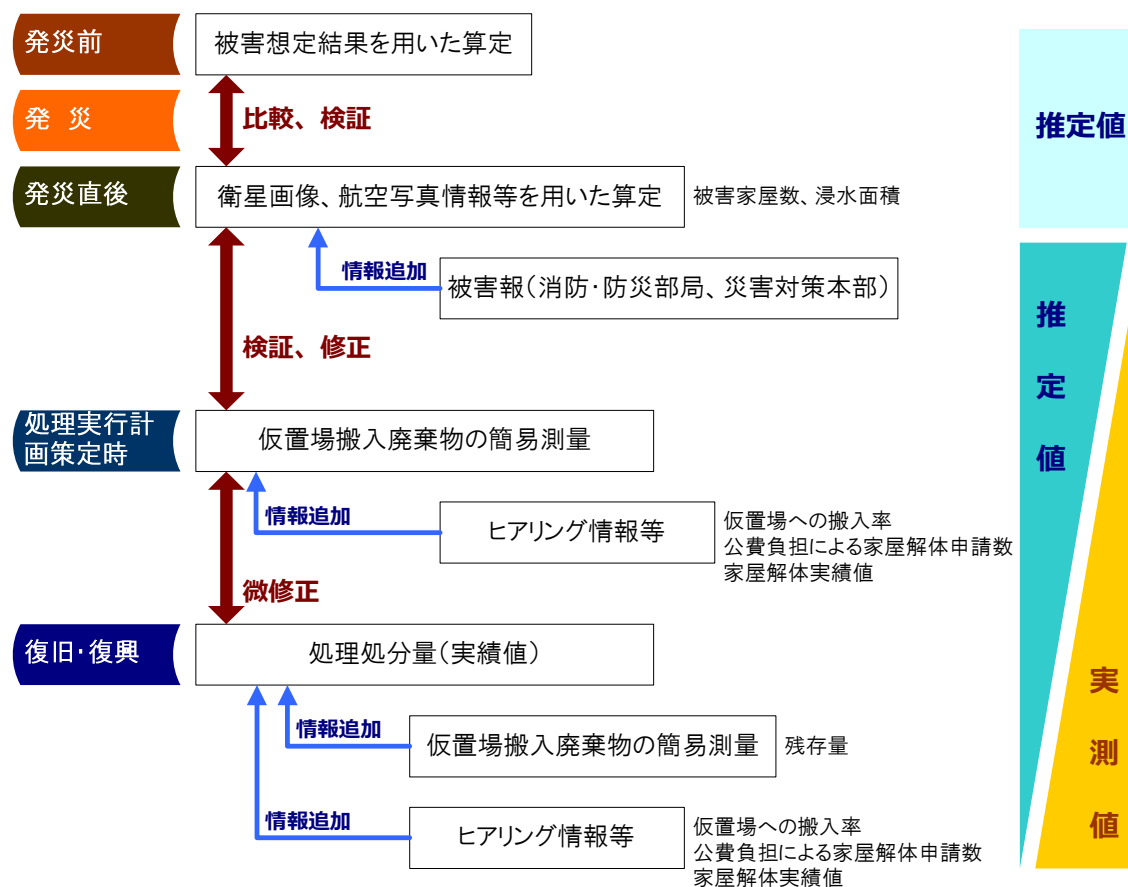 発災前
被害想定結果を用いた算定
発 災
比較、検証
推定値
発災直後
衛星画像、航空写真情報等を用いた算定
被害家屋数、浸水面積
情報追加
被害報(消防・防災部局、災害対策本部)
検証、修正
推
定
値
処理実行計
画策定時
仮置場搬入廃棄物の簡易測量
情報追加
ヒアリング情報等
仮置場への搬入率
公費負担による家屋解体申請数
家屋解体実績値
微修正
復旧・復興
処理処分量(実績値)
実
測
値
情報追加
仮置場搬入廃棄物の簡易測量
残存量
情報追加
ヒアリング情報等
仮置場への搬入率
公費負担による家屋解体申請数
家屋解体実績値